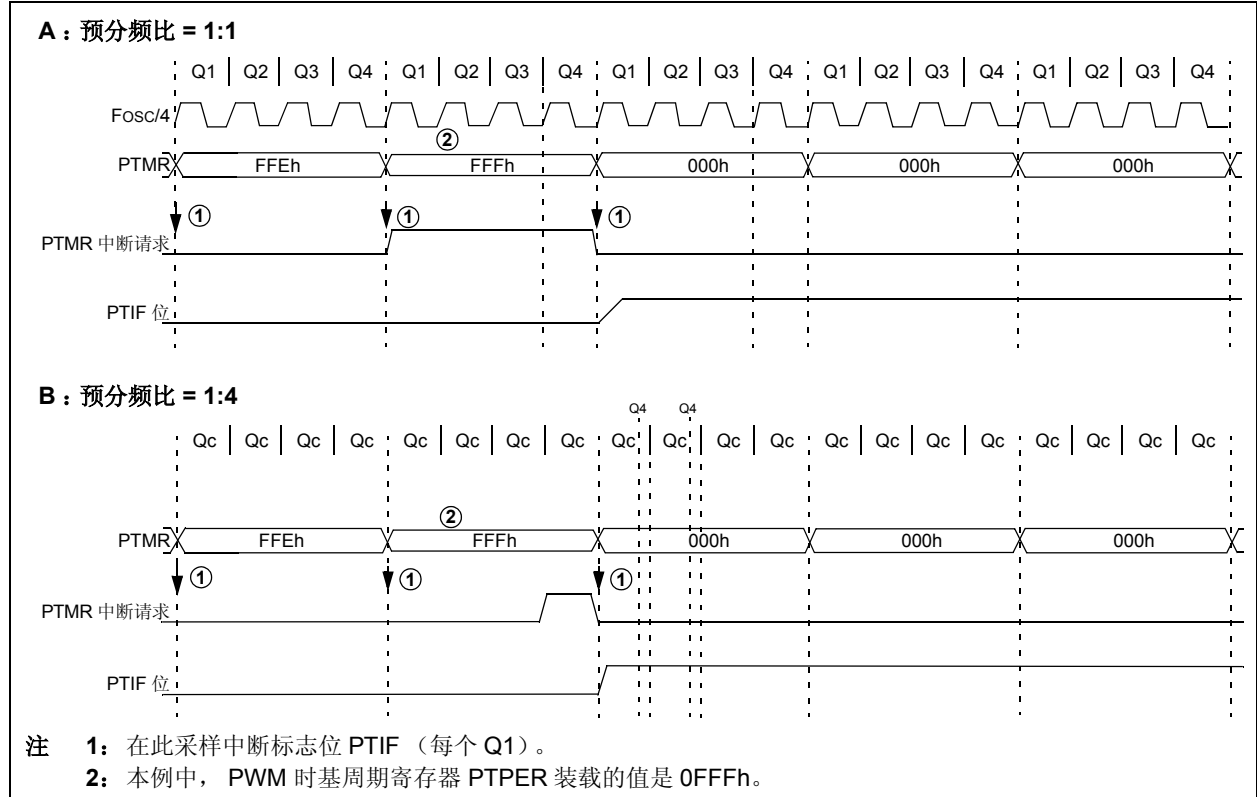 A：预分频比 = 1:1
Q1 Q2 Q3 Q4 Q1 Q2 Q3 Q4 Q1 Q2 Q3 Q4 Q1 Q2 Q3 Q4 Q1 Q2 Q3 Q4
FOSC/4
②
PTMR FFEh FFFh 000h 000h 000h
① ① ①
PTMR 中断请求
PTIF 位
B：预分频比 = 1:4
Q4 Q4
Qc Qc Qc Qc Qc Qc Qc Qc Qc Qc Qc Qc Qc Qc Qc Qc Qc Qc Qc Qc
②
PTMR FFEh FFFh 000h 000h 000h
① ① ①
PTMR 中断请求
PTIF 位
注 1：在此采样中断标志位 PTIF （每个 Q1）。
2：本例中， PWM 时基周期寄存器 PTPER 装载的值是 0FFFh。